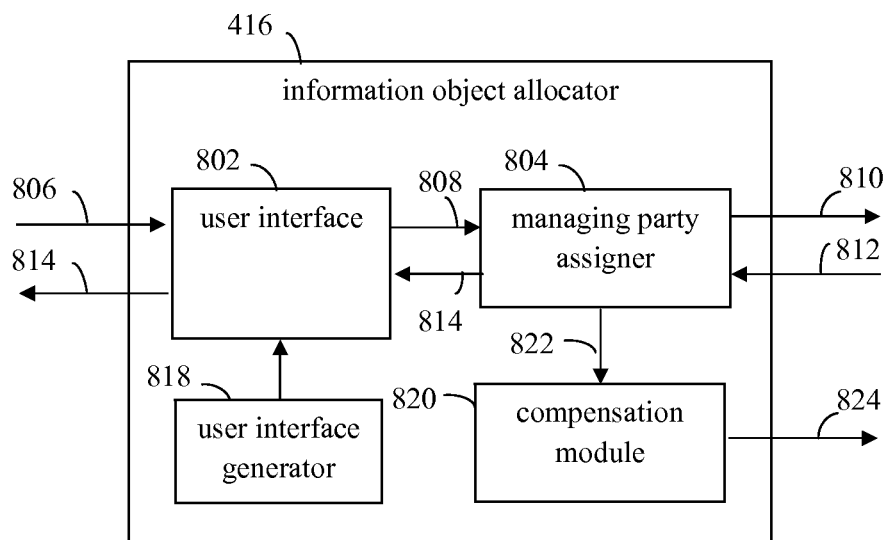 416
information object allocator
802
804
806
808
810
user interface
managing party
assigner
812
814
814
822
818
820
824
user interface
generator
compensation
module